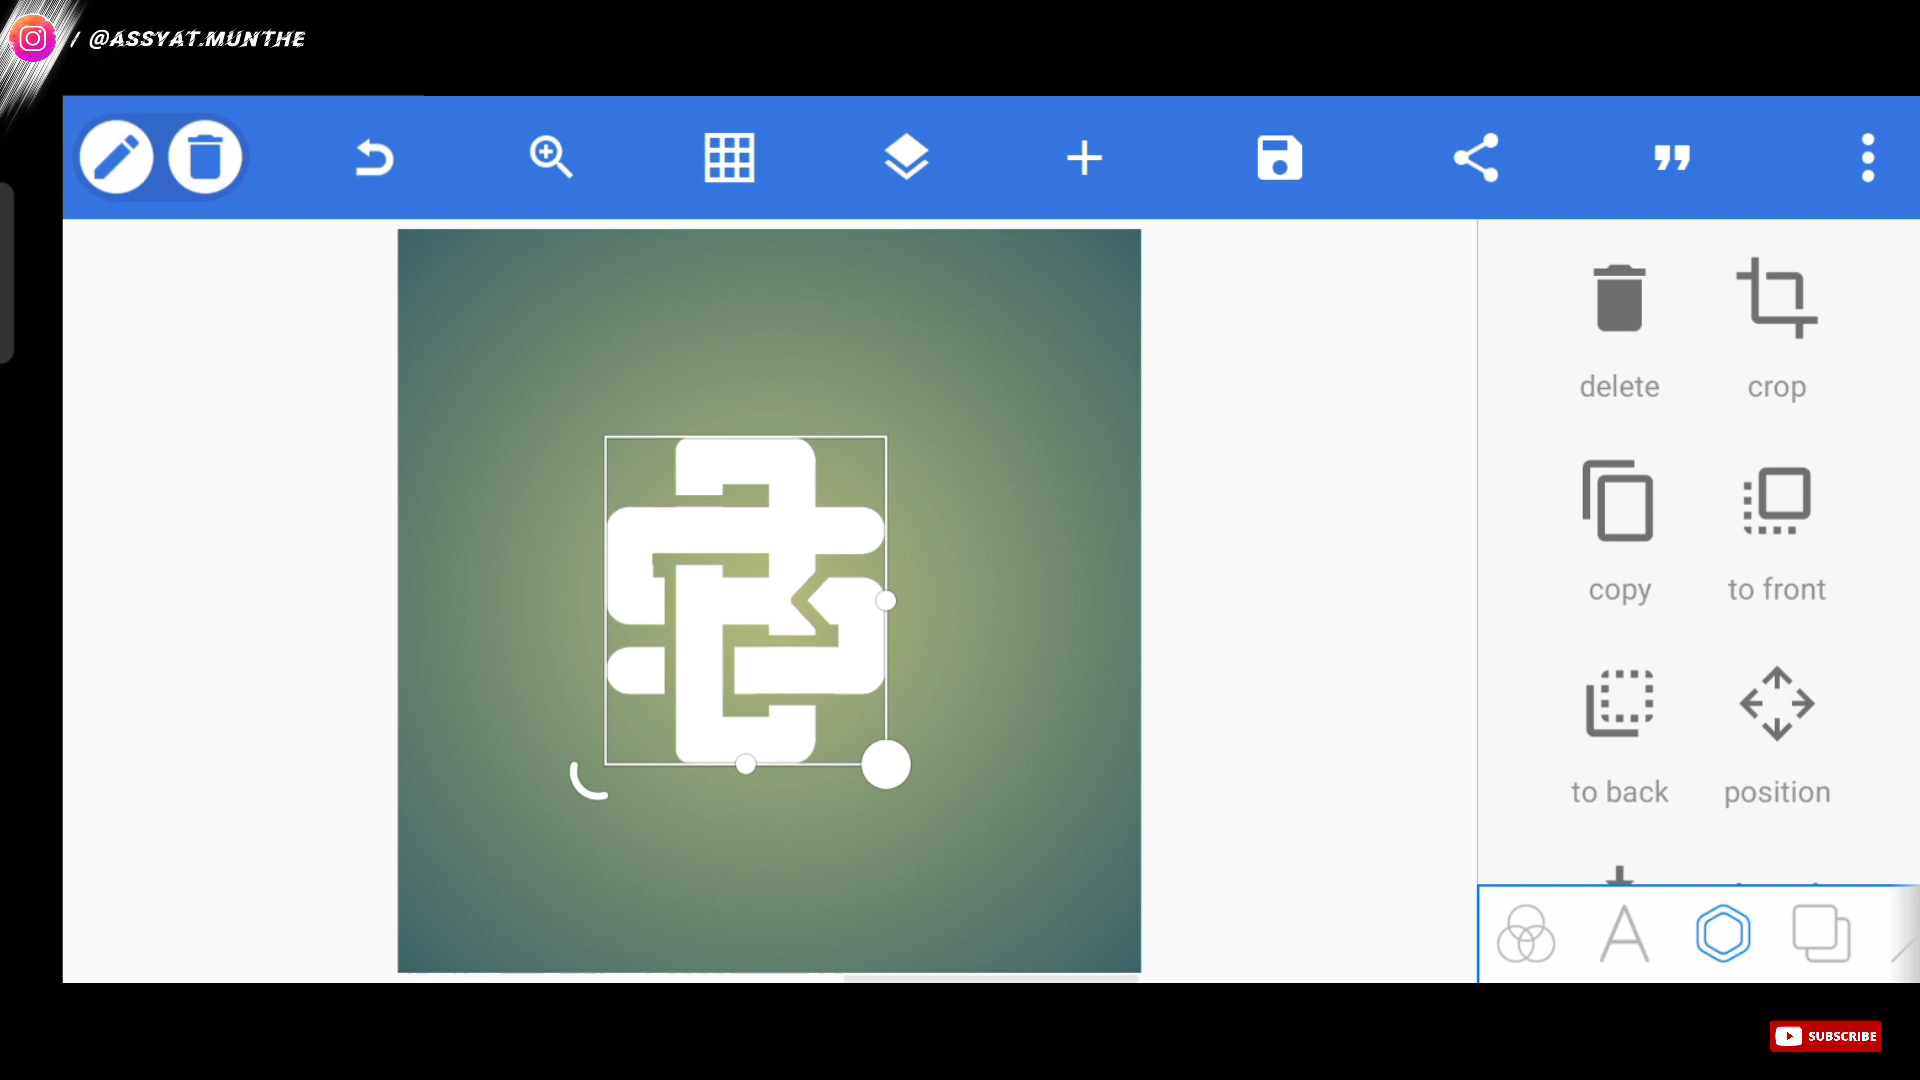 / @ASSYAT.MUNTHE
delete
crop
copy
to front
to back
position
SUBSCRIBE